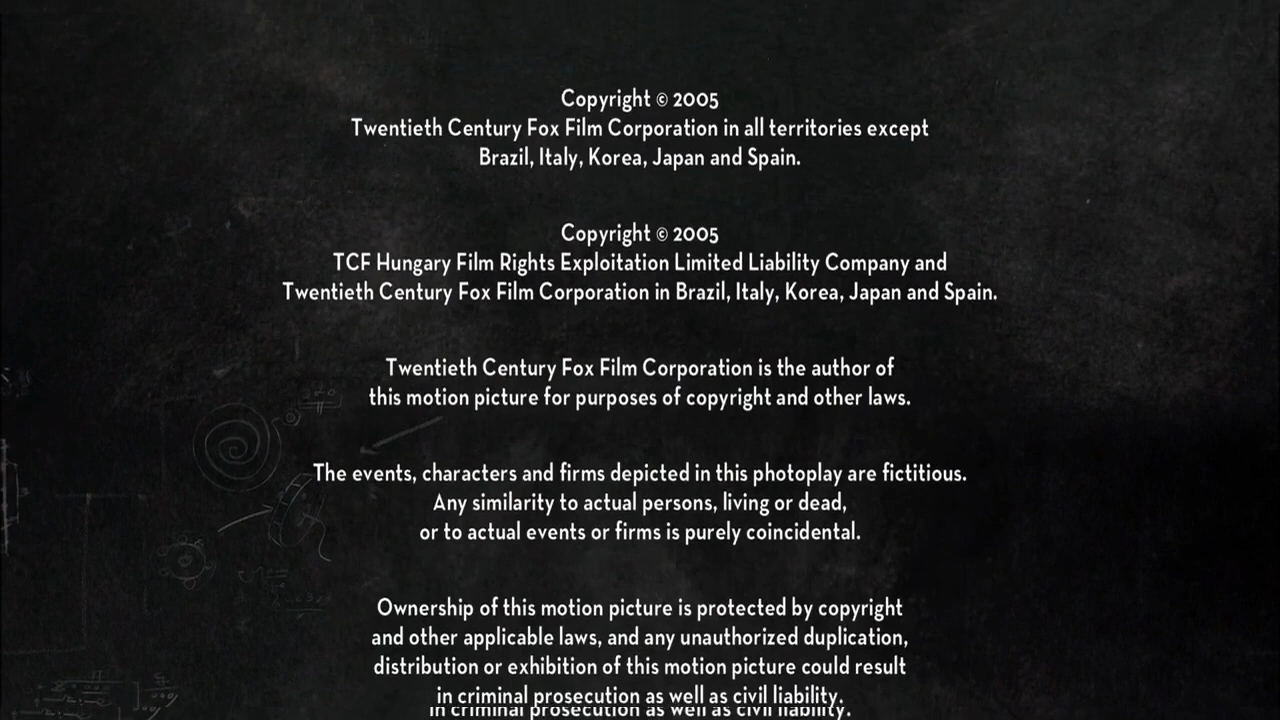 Copyright © 2005
Twentieth Century Fox Film Corporation in all territories except
Brazil, Italy, Korea, Japan and Spain.
Copyright © 2005
TCF Hungary Film Rights Exploitation Limited Liability Company and
Twentieth Century Fox Film Corporation in Brazil, Italy, Korea, Japan and Spain.
Twentieth Century Fox Film Corporation is the author of
this motion picture for purposes of copyright and other laws.
The events, characters and firms depicted in this photoplay are fictitious.
Any similarity to actual persons, living or dead,
or to actual events or firms is purely coincidental.
Ownership of this motion picture is protected by copyright
and other applicable laws, and any unauthorized duplication,
distribution or exhibition of this motion picture could result
in criminal prosecution as well as civil liability.
in criminal prosecution as well as civil liability.